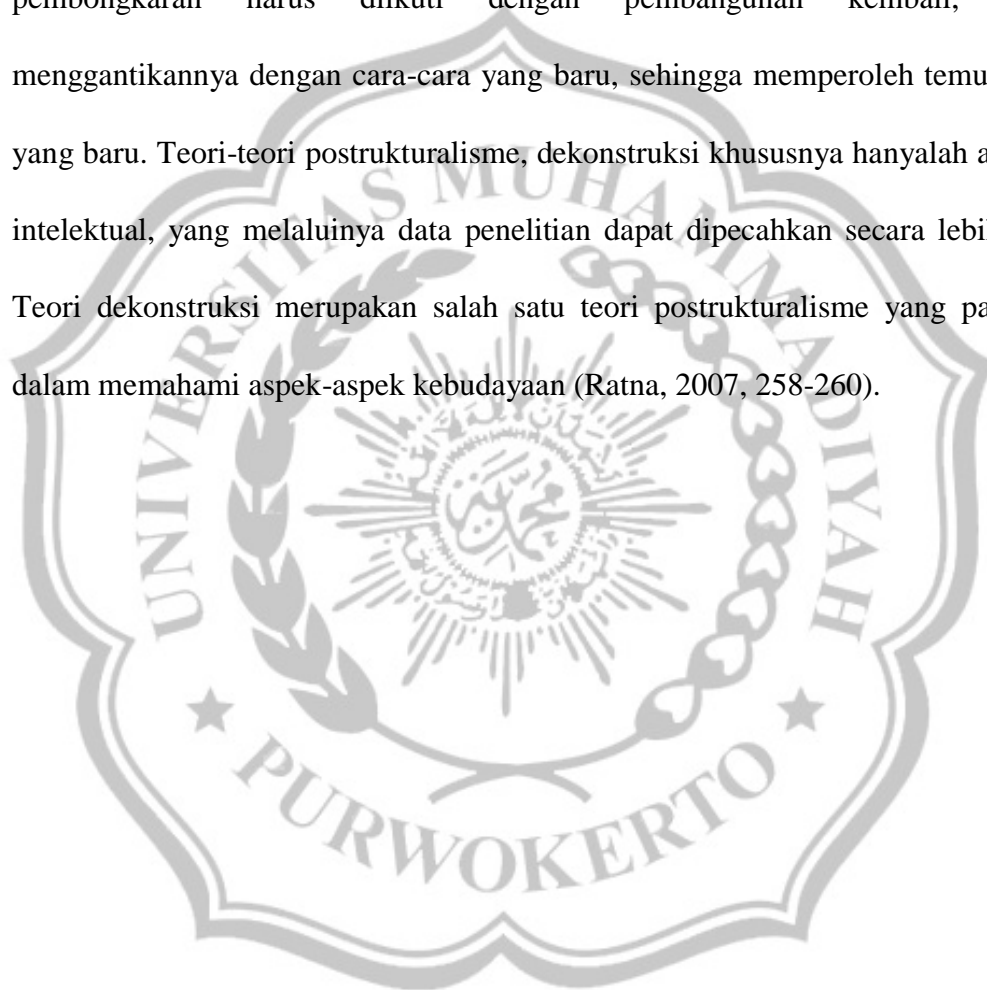 pembongkaran harus diikuti dengan pembangunan kembali,
menggantikannya dengan cara-cara yang baru, sehingga memperoleh temu
yang baru. Teori-teori postrukturalisme, dekonstruksi khususnya hanyalah a
intelektual, yang melaluinya data penelitian dapat dipecahkan secara lebi
Teori dekonstruksi merupakan salah satu teori postrukturalisme yang pa
dalam memahami aspek-aspek kebudayaan (Ratna, 2007, 258-260).
UNIVERSITAS MUHAMMADIYAH
PURWOKERTO